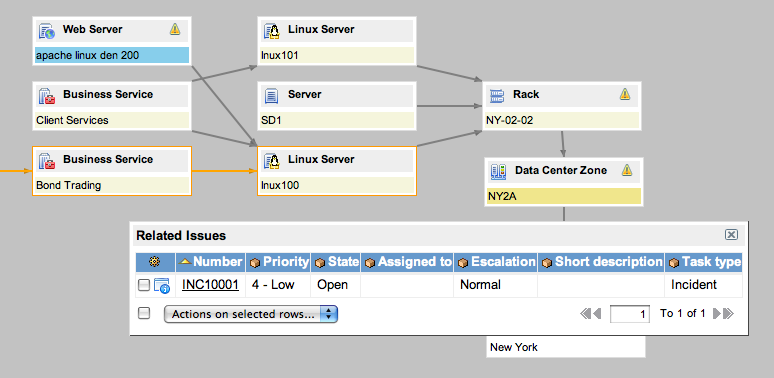 Web Server
apache linux den 200
Linux Server
lnux101
Business Service
Client Services
Server
SD1
Rack
NY-02-02
Business Service
Bond Trading
Linux Server
lnux100
Data Center Zone
NY2A
Related Issues
Number Priority State Assigned to Escalation Short description Task type
INC10001 4 - Low Open Normal Incident
Actions on selected rows... 1 To 1 of 1
New York